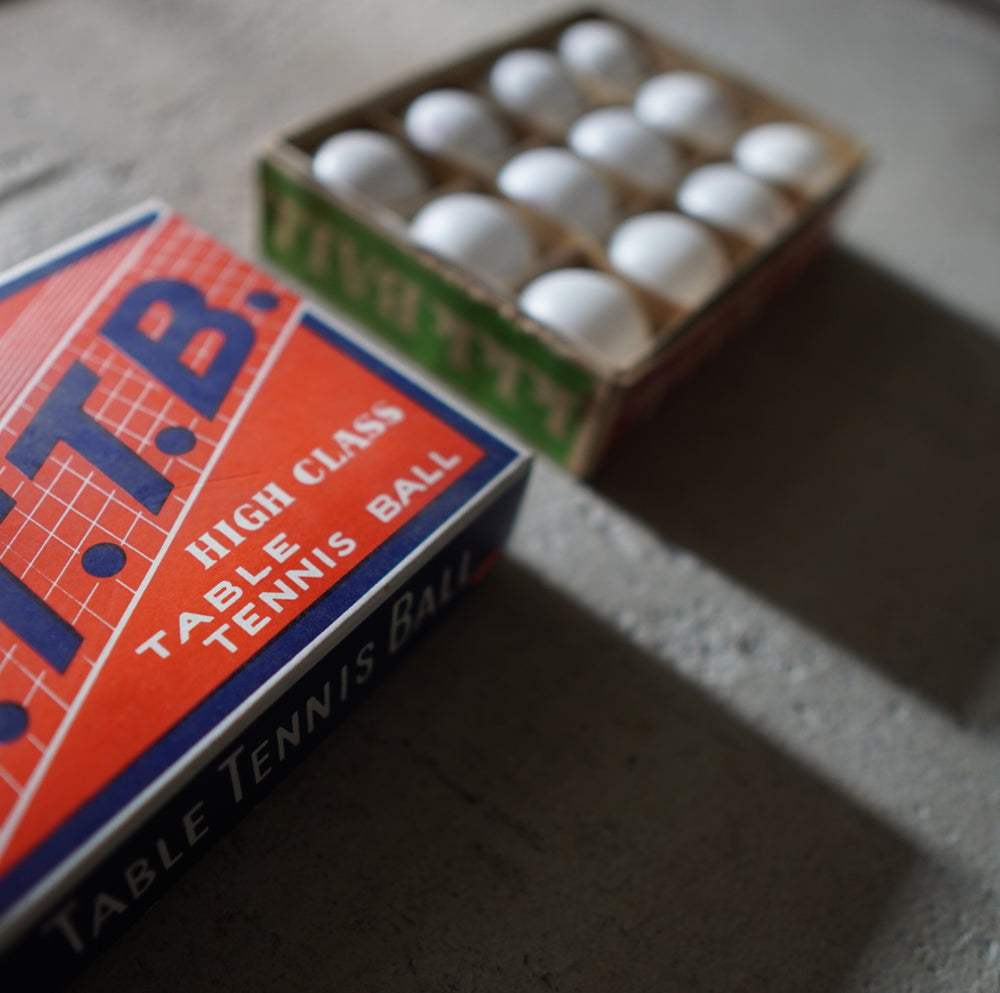 T.T.B.
HIGH CLASS
TABLE
TENNIS BALL
TABLE TENNIS BALL